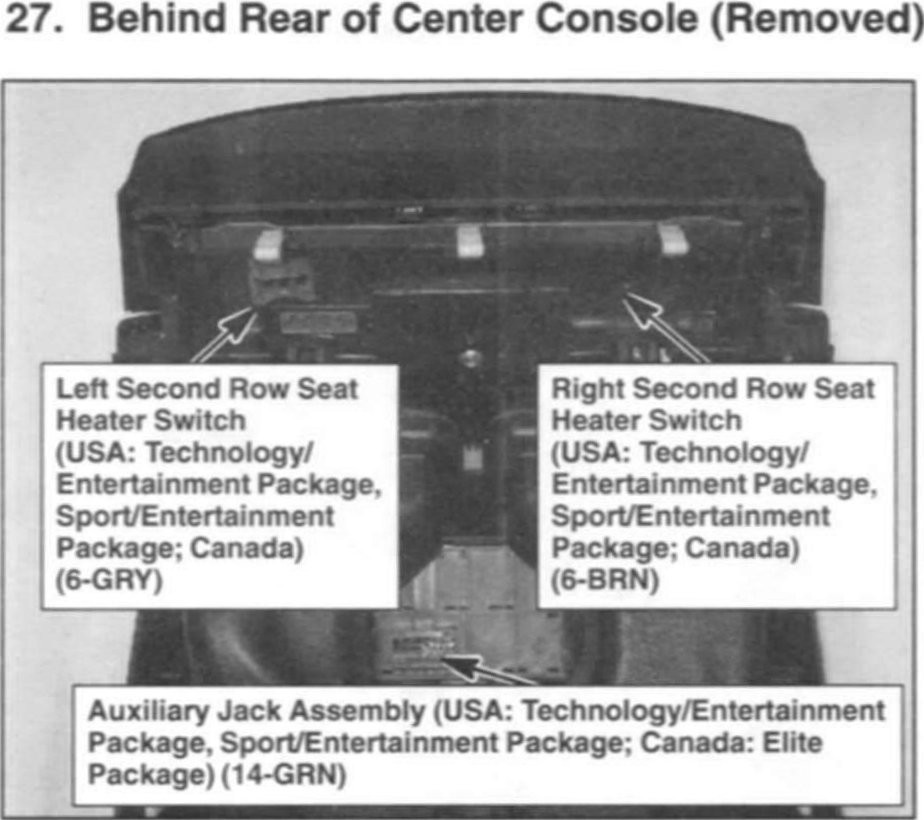 27. Behind Rear of Center Console (Removed)
Left Second Row Seat
Heater Switch
(USA: Technology/
Entertainment Package,
Sport/Entertainment
Package; Canada)
(6-GRY)
Right Second Row Seat
Heater Switch
(USA: Technology/
Entertainment Package,
Sport/Entertainment
Package; Canada)
(6-BRN)
Auxiliary Jack Assembly (USA: Technology/Entertainment
Package, Sport/Entertainment Package; Canada: Elite
Package) (14-GRN)